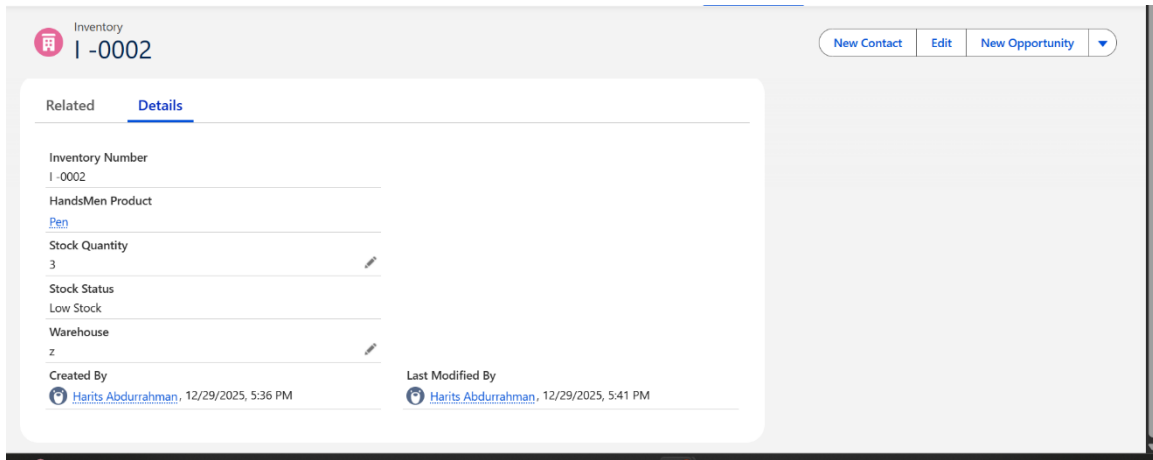 Inventory
I -0002
New Contact
Edit
New Opportunity
Related
Details
Inventory Number
I -0002
HandsMen Product
Pen
Stock Quantity
3
Stock Status
Low Stock
Warehouse
z
Created By
Harits Abdurrahman, 12/29/2025, 5:36 PM
Last Modified By
Harits Abdurrahman, 12/29/2025, 5:41 PM